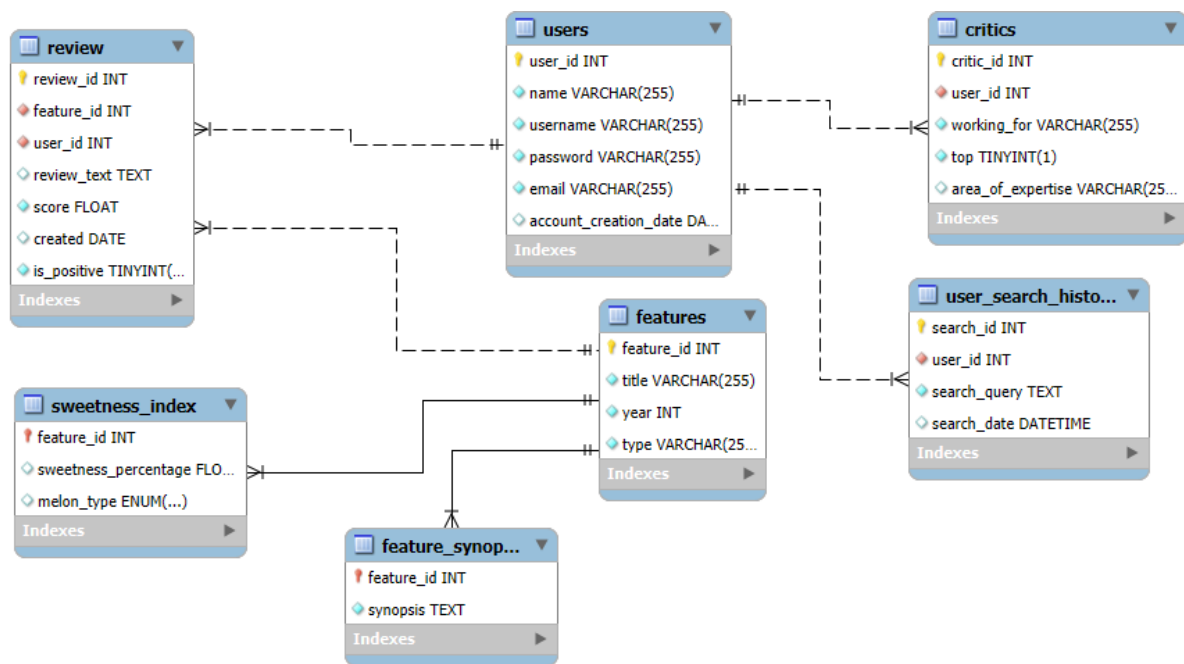 review
review_id INT
feature_id INT
user_id INT
review_text TEXT
score FLOAT
created DATE
is_positive TINYINT(...
Indexes
users
user_id INT
name VARCHAR(255)
username VARCHAR(255)
password VARCHAR(255)
email VARCHAR(255)
account_creation_date DA...
Indexes
critics
critic_id INT
user_id INT
working_for VARCHAR(255)
top TINYINT(1)
area_of_expertise VARCHAR(25...
Indexes
features
feature_id INT
title VARCHAR(255)
year INT
type VARCHAR(25...
Indexes
user_search_histo...
search_id INT
user_id INT
search_query TEXT
search_date DATETIME
Indexes
sweetness_index
feature_id INT
sweetness_percentage FLO...
melon_type ENUM(...)
Indexes
feature_synop...
feature_id INT
synopsis TEXT
Indexes